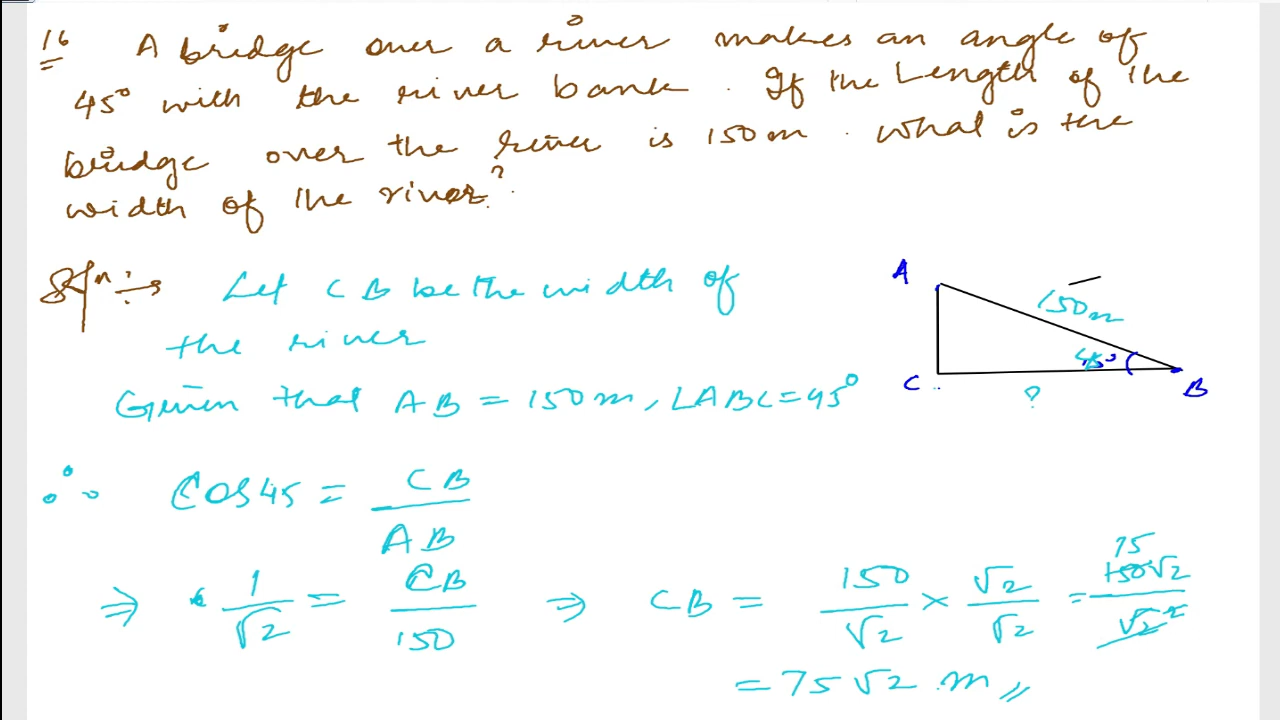 16 A bridge over a river makes an angle of
45° with the river bank. If the Length of the
bridge over the river is 150m. what is the
width of the river?
Soln :→ Let CB be the width of
the river
Given that AB = 150m, ∠ABC = 45°
A
150m
45°
C
?
B
∴ Cos45 = CB/AB
⇒ 1/√2 = CB/150 ⇒ CB = 150/√2 × √2/√2 = 75 150√2/√2²
= 75√2 m //